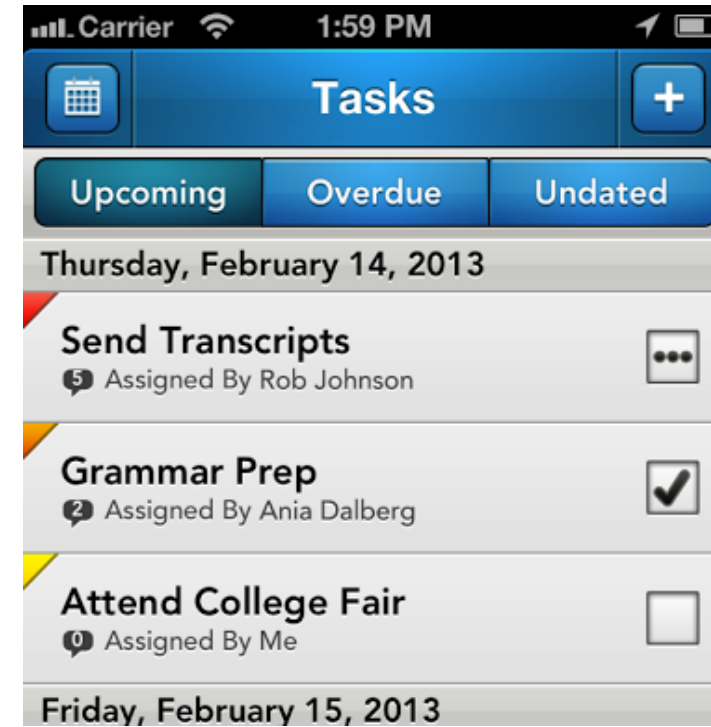 Carrier 1:59 PM
Tasks +
Upcoming Overdue Undated
Thursday, February 14, 2013
Send Transcripts
5 Assigned By Rob Johnson
Grammar Prep
2 Assigned By Ania Dalberg
Attend College Fair
0 Assigned By Me
Friday, February 15, 2013